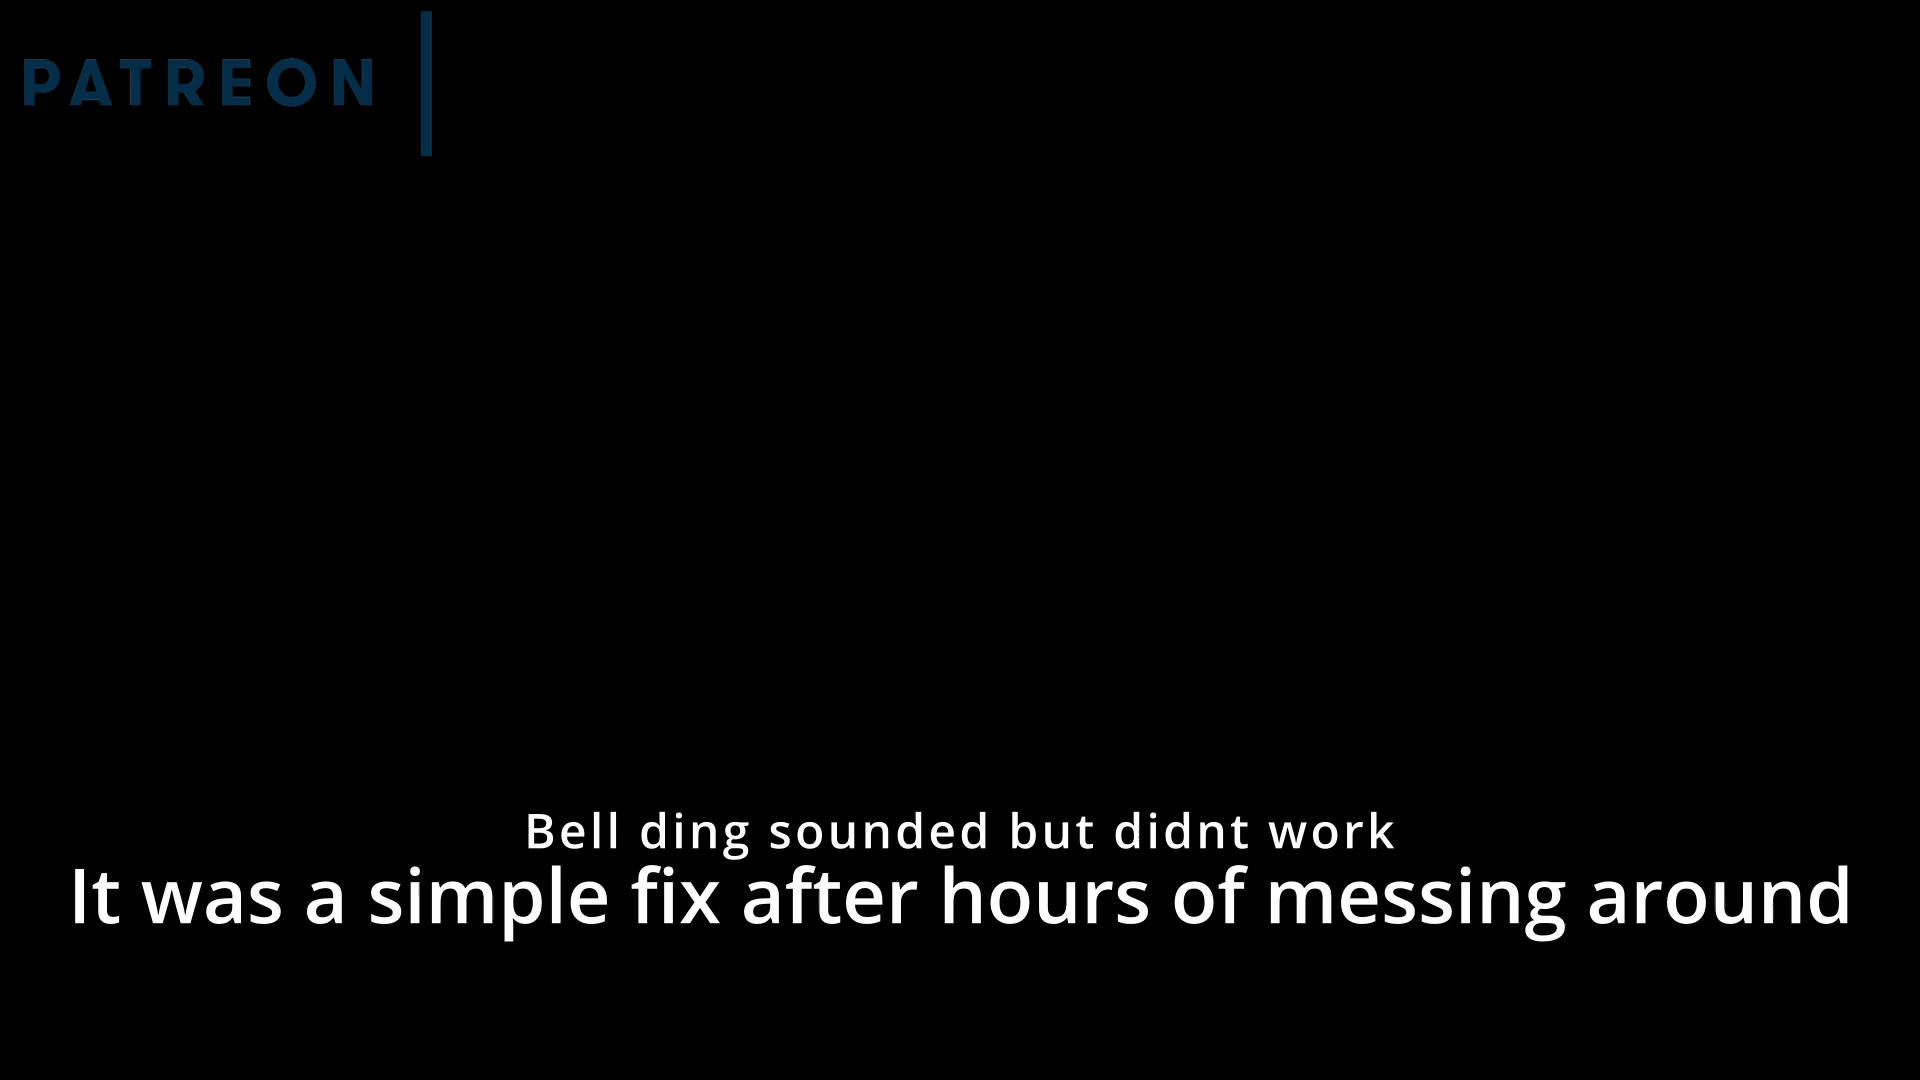 PATREON
Bell ding sounded but didnt work
It was a simple fix after hours of messing around